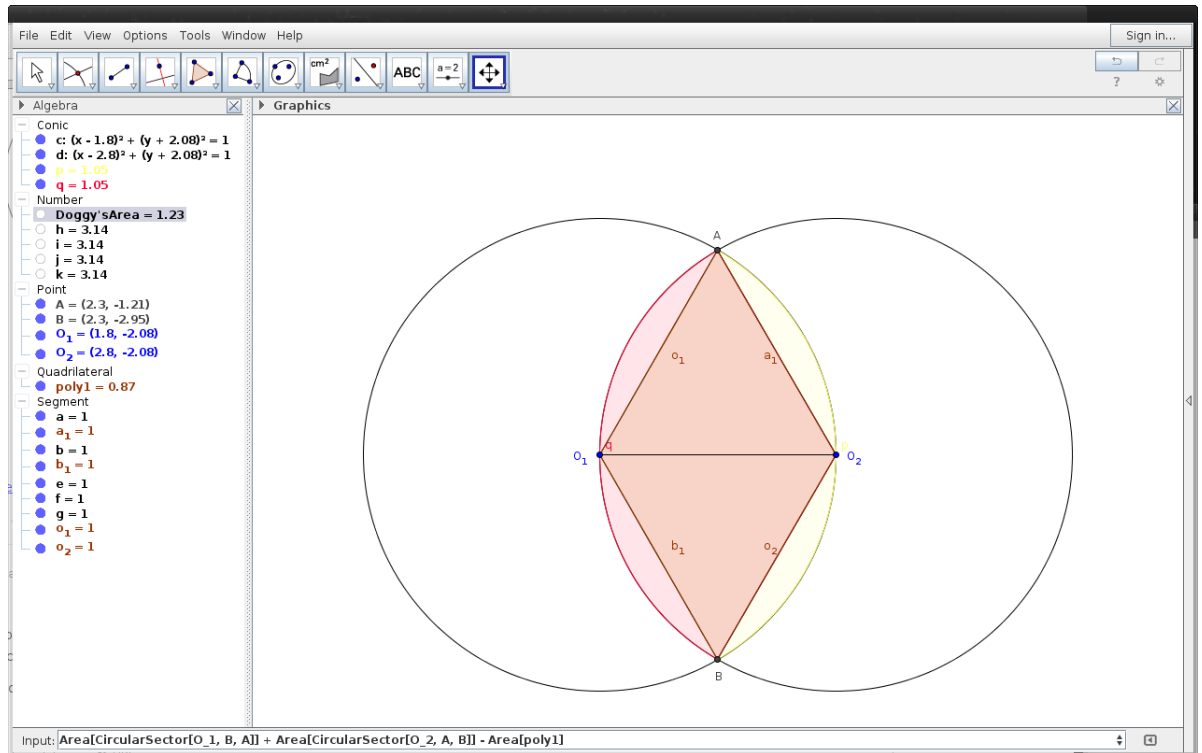 File Edit View Options Tools Window Help
Sign in...
cm²
ABC
a=2
?
Algebra
Graphics
Conic
c: (x - 1.8)² + (y + 2.08)² = 1
d: (x - 2.8)² + (y + 2.08)² = 1
p = 1.05
q = 1.05
Number
Doggy'sArea = 1.23
h = 3.14
i = 3.14
j = 3.14
k = 3.14
Point
A = (2.3, -1.21)
B = (2.3, -2.95)
O₁ = (1.8, -2.08)
O₂ = (2.8, -2.08)
Quadrilateral
poly1 = 0.87
Segment
a = 1
a₁ = 1
b = 1
b₁ = 1
e = 1
f = 1
g = 1
o₁ = 1
o₂ = 1
A
o₁ a₁
q p
O₁ O₂
b₁ o₂
B
Input: Area[CircularSector[O_1, B, A]] + Area[CircularSector[O_2, A, B]] - Area[poly1]